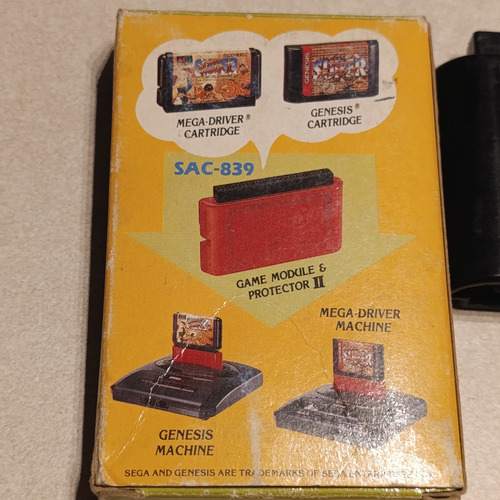 MEGA-DRIVER®
CARTRIDGE
GENESIS
GENESIS®
CARTRIDGE
SAC-839
GAME MODULE &
PROTECTOR II
MEGA-DRIVER
MACHINE
GENESIS
MACHINE
SEGA AND GENESIS ARE TRADEMARKS OF SEGA